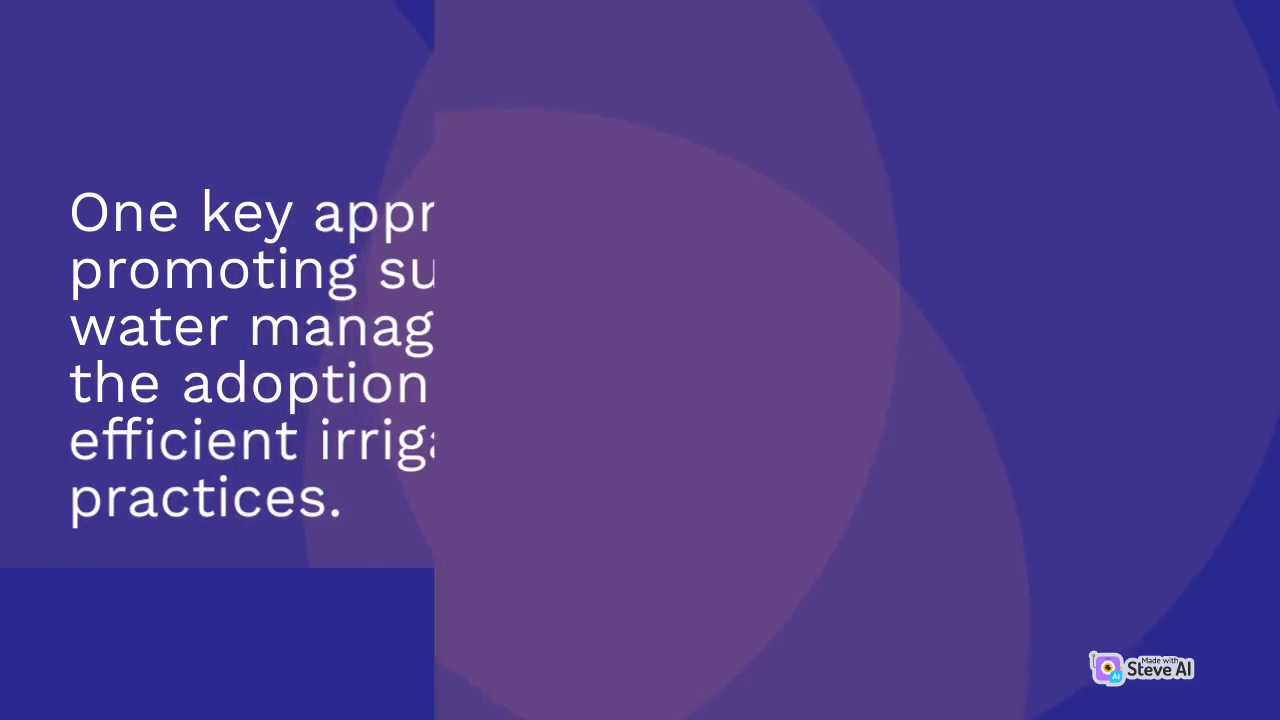 One key appr
promoting su
water manag
the adoption
efficient irrig
practices.
Made with
Steve AI